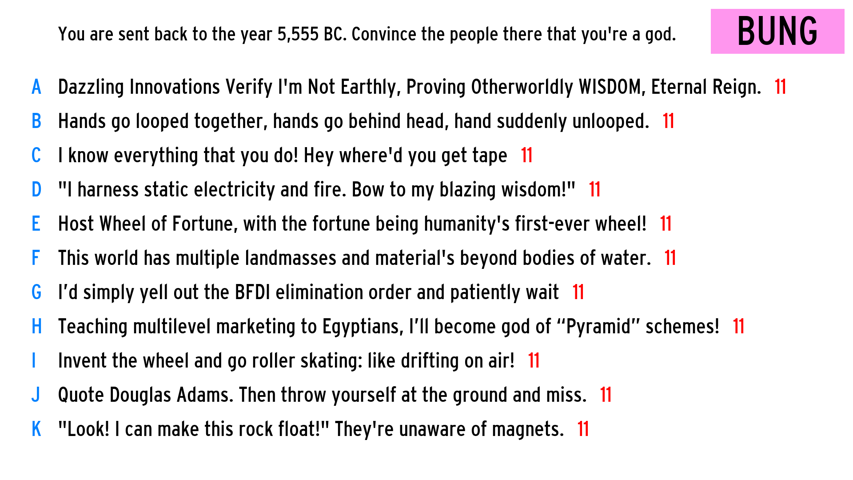 You are sent back to the year 5,555 BC. Convince the people there that you're a god.
BUNG
A Dazzling Innovations Verify I'm Not Earthly, Proving Otherworldly WISDOM, Eternal Reign. 11
B Hands go looped together, hands go behind head, hand suddenly unlooped. 11
C I know everything that you do! Hey where'd you get tape 11
D "I harness static electricity and fire. Bow to my blazing wisdom!" 11
E Host Wheel of Fortune, with the fortune being humanity's first-ever wheel! 11
F This world has multiple landmasses and material's beyond bodies of water. 11
G I’d simply yell out the BFDI elimination order and patiently wait 11
H Teaching multilevel marketing to Egyptians, I’ll become god of “Pyramid” schemes! 11
I Invent the wheel and go roller skating: like drifting on air! 11
J Quote Douglas Adams. Then throw yourself at the ground and miss. 11
K "Look! I can make this rock float!" They're unaware of magnets. 11